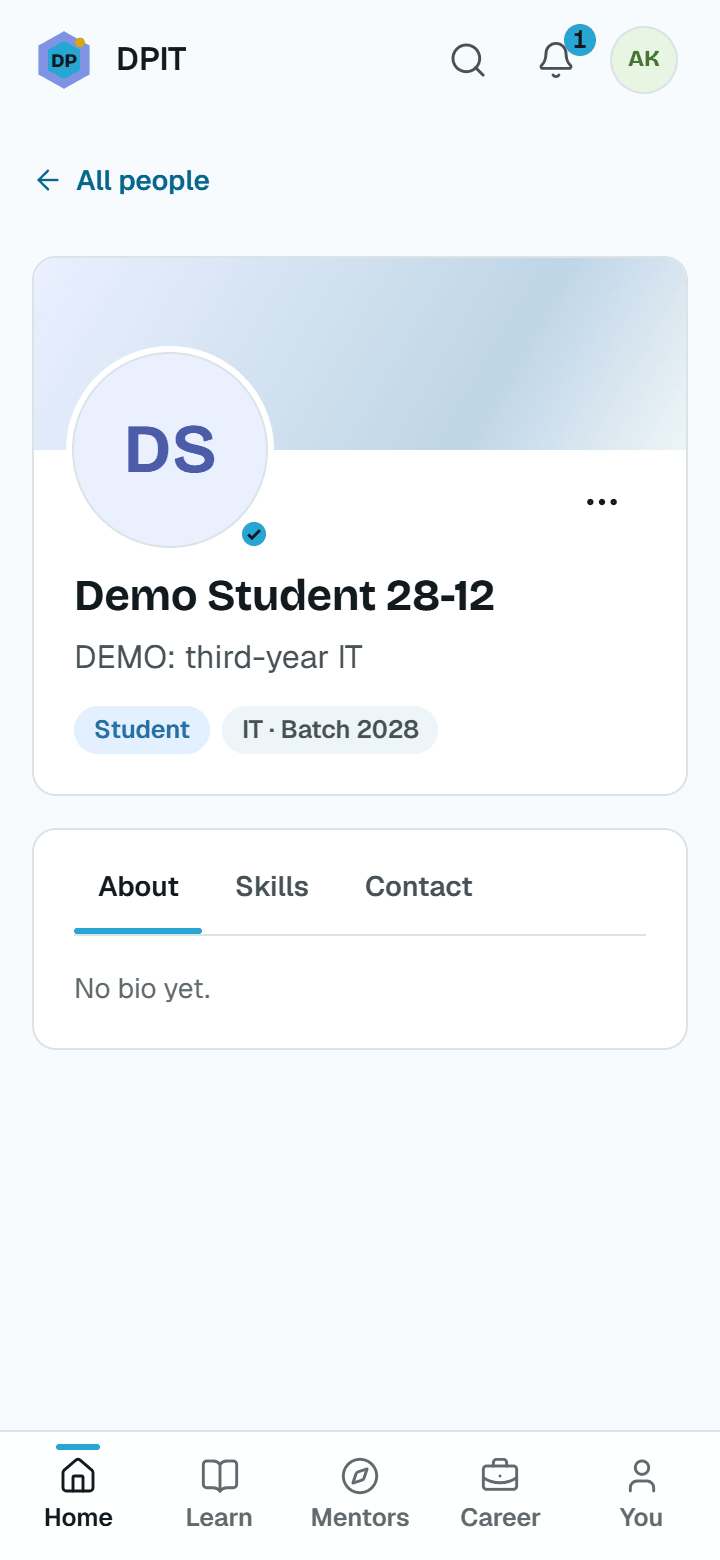 DP DPIT 1 AK
All people
DS
Demo Student 28-12
DEMO: third-year IT
Student IT · Batch 2028
About Skills Contact
No bio yet.
Home Learn Mentors Career You